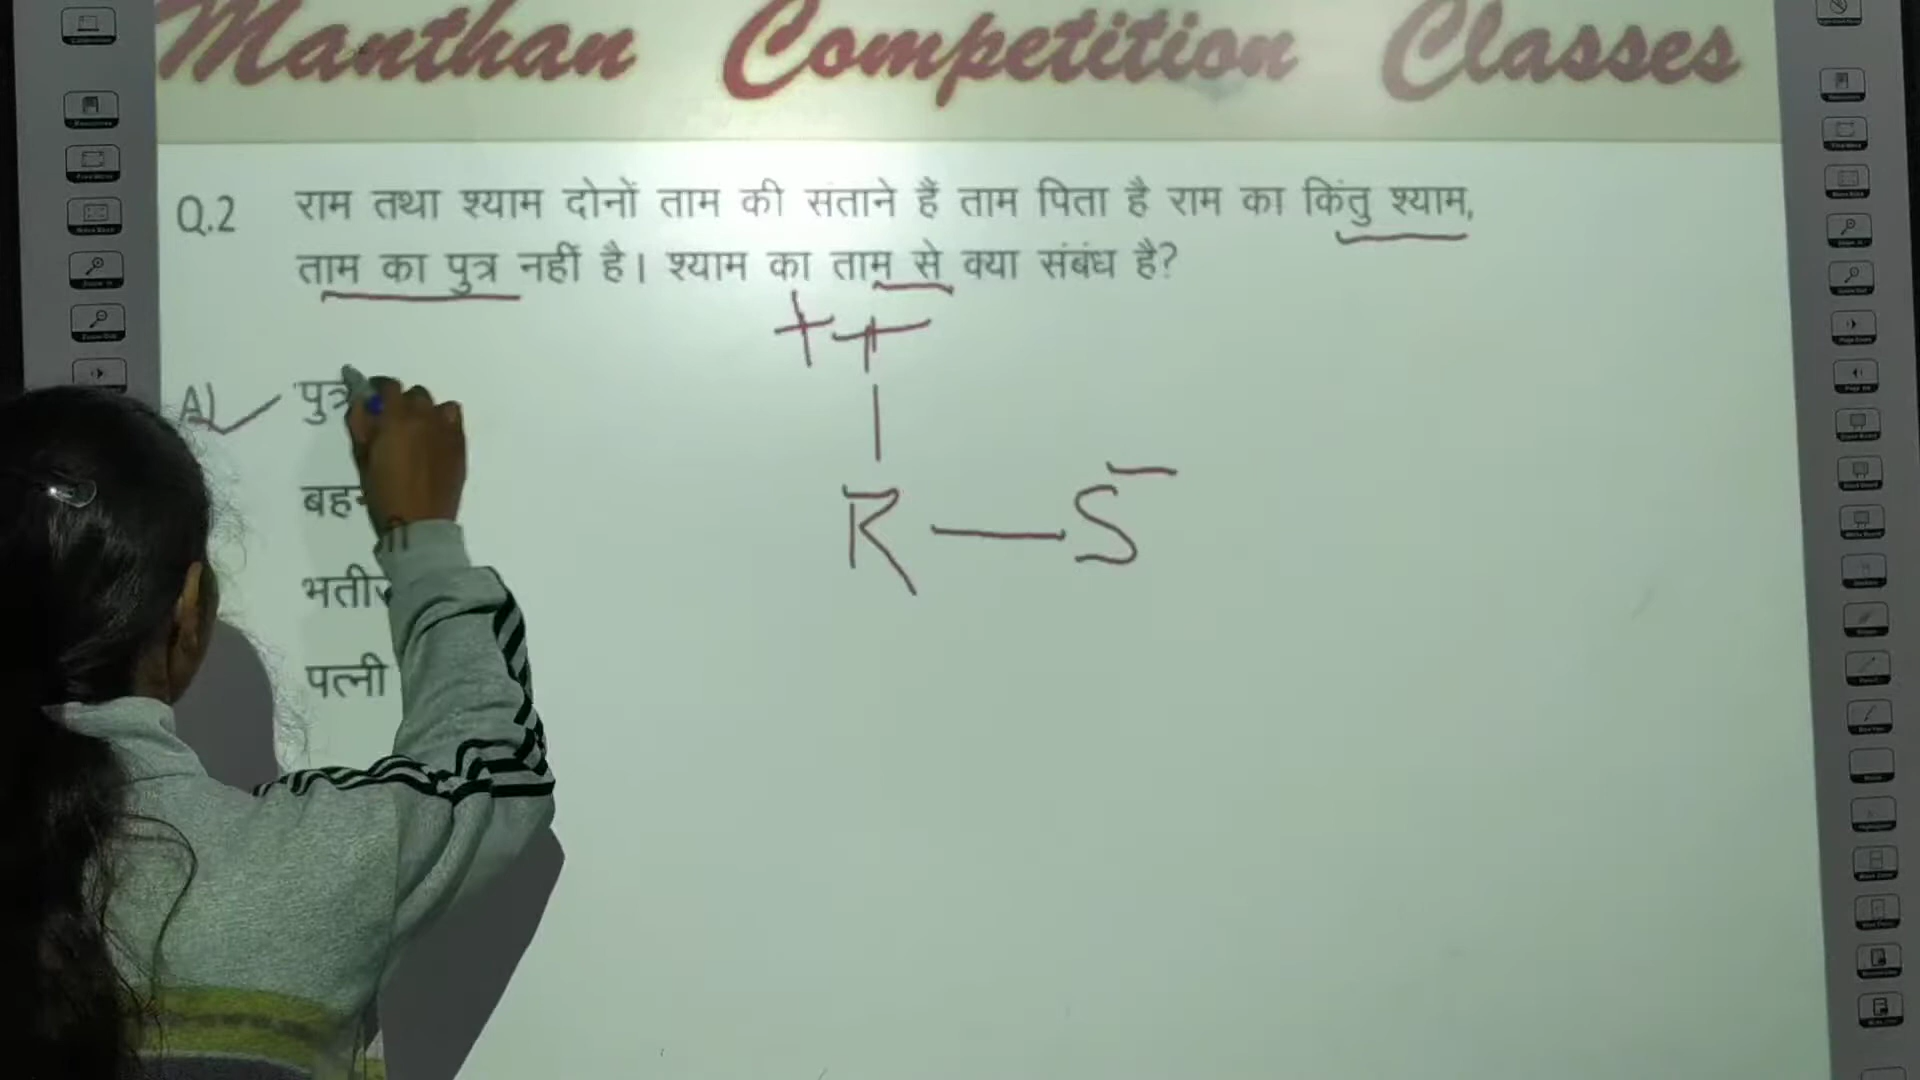 Manthan Competition Classes
Q.2 राम तथा श्याम दोनों ताम की संताने हैं ताम पिता है राम का किंतु श्याम,
ताम का पुत्र नहीं है। श्याम का ताम से क्या संबंध है?
+T
A)
R — S
पत्नी